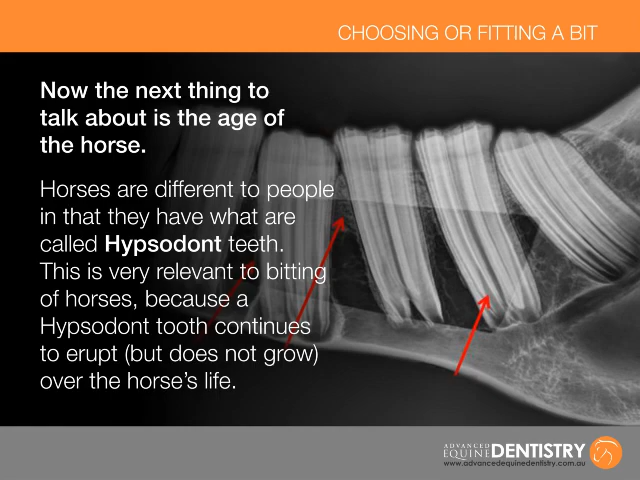 CHOOSING OR FITTING A BIT
Now the next thing to
talk about is the age of
the horse.
Horses are different to people
in that they have what are
called Hypsodont teeth.
This is very relevant to bitting
of horses, because a
Hypsodont tooth continues
to erupt (but does not grow)
over the horse's life.
ADVANCED
EQUINE DENTISTRY
www.advancedequinedentistry.com.au